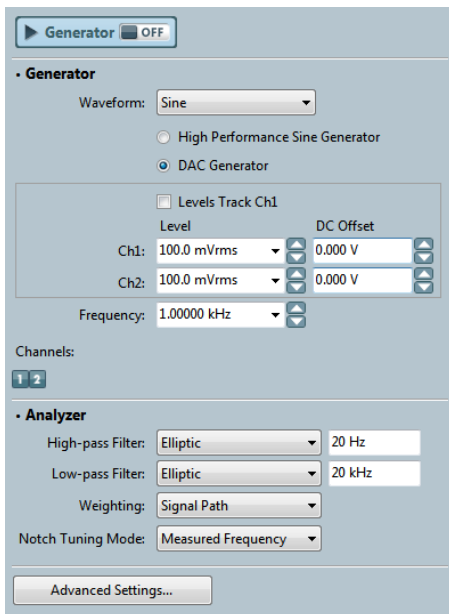 Generator OFF
Generator
Waveform: Sine
High Performance Sine Generator
DAC Generator
Levels Track Ch1
Level DC Offset
Ch1: 100.0 mVrms 0.000 V
Ch2: 100.0 mVrms 0.000 V
Frequency: 1.00000 kHz
Channels:
1 2
Analyzer
High-pass Filter: Elliptic 20 Hz
Low-pass Filter: Elliptic 20 kHz
Weighting: Signal Path
Notch Tuning Mode: Measured Frequency
Advanced Settings...